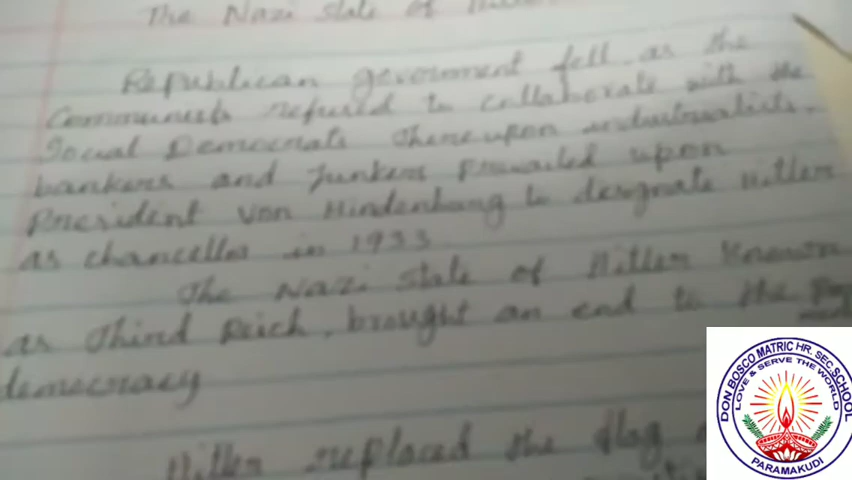 The Nazi State of
Republican goverment fell as the
Communists refused to collaborate with the
Social Democrats Thereupon industrialists,
bankers and Junkers prevailed upon
President Von Hindenburg to designate Hitler
as chancellor in 1933
The Nazi State of Hitler Known
as Third Reich, brought an end to the
democracy
Hitler replaced the flag
DON BOSCO MATRIC HR. SEC. SCHOOL
LOVE & SERVE THE WORLD
PARAMAKUDI